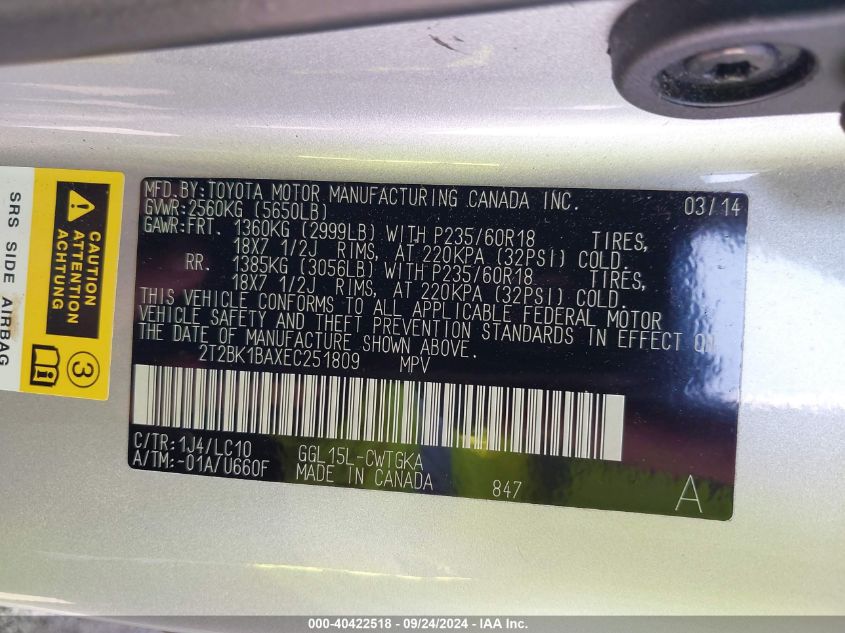 MFD.BY:TOYOTA MOTOR MANUFACTURING CANADA INC. 03/14
GVWR:2560KG (5650LB)
GAWR:FRT. 1360KG (2999LB) WITH P235/60R18 TIRES,
18X7 1/2J RIMS, AT 220KPA (32PSI) COLD.
RR. 1385KG (3056LB) WITH P235/60R18 TIRES,
18X7 1/2J RIMS, AT 220KPA (32PSI) COLD.
THIS VEHICLE CONFORMS TO ALL APPLICABLE FEDERAL MOTOR
VEHICLE SAFETY AND THEFT PREVENTION STANDARDS IN EFFECT ON
THE DATE OF MANUFACTURE SHOWN ABOVE.
2T2BK1BAXEC251809 MPV
C/TR:1J4/LC10 GGL15L-CWTGKA
A/TM:-01A/U660F MADE IN CANADA 847 A
SRS SIDE AIRBAG
CAUTION
ATTENTION
3
000-40422518 - 09/24/2024 - IAA Inc.